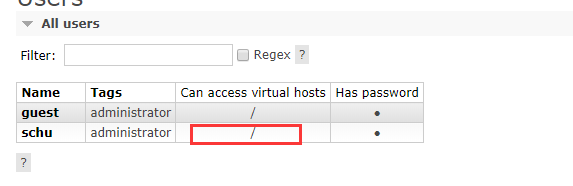 Users
All users
Filter: Regex ?
Name Tags Can access virtual hosts Has password
guest administrator / ●
schu administrator / ●
?